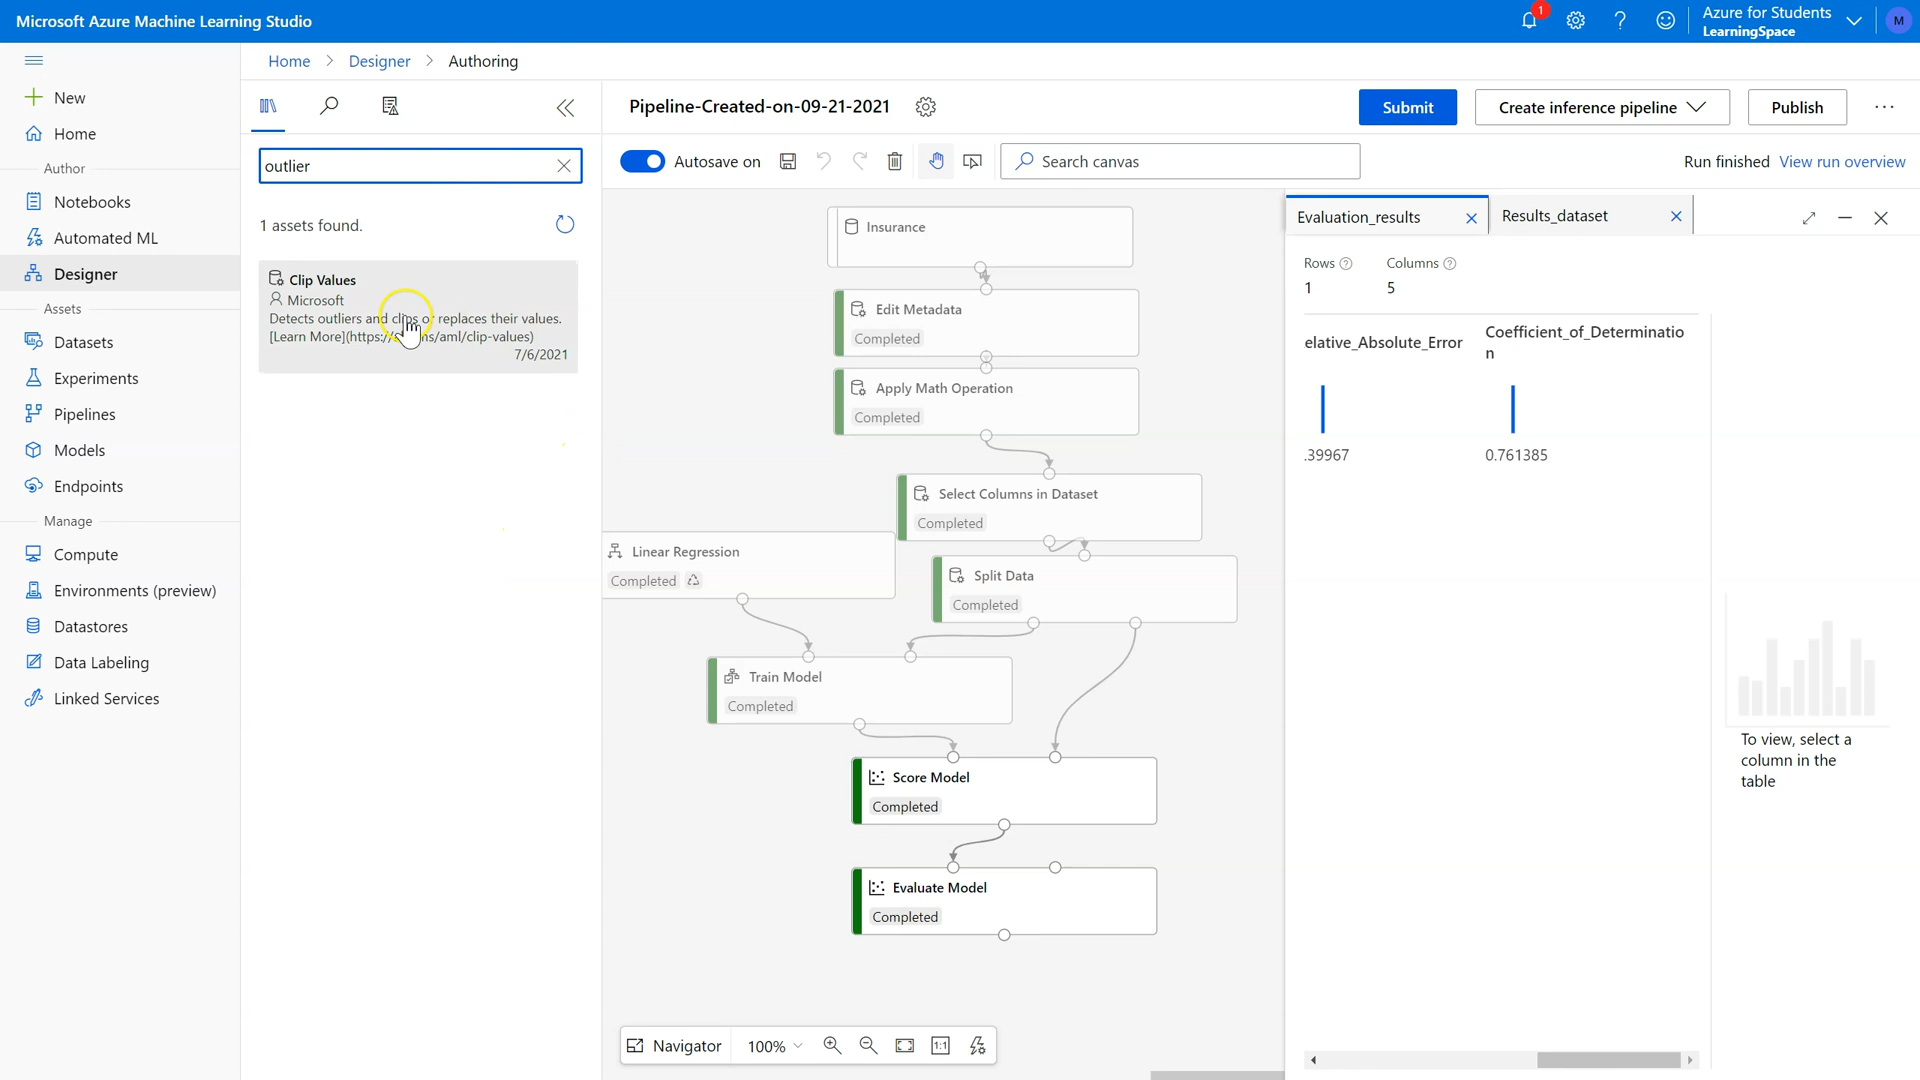 Microsoft Azure Machine Learning Studio
1
Azure for Students
LearningSpace
M
Home
Designer
Authoring
New
Home
Author
Notebooks
Automated ML
Designer
Assets
Datasets
Experiments
Pipelines
Models
Endpoints
Manage
Compute
Environments (preview)
Datastores
Data Labeling
Linked Services
outlier
1 assets found.
Clip Values
Microsoft
Detects outliers and clips or replaces their values.
[Learn More](https:/ ns/aml/clip-values)
7/6/2021
Pipeline-Created-on-09-21-2021
Submit
Create inference pipeline
Publish
Autosave on
Search canvas
Run finished
View run overview
Insurance
Edit Metadata
Completed
Apply Math Operation
Completed
Select Columns in Dataset
Completed
Linear Regression
Completed
Split Data
Completed
Train Model
Completed
Score Model
Completed
Evaluate Model
Completed
Navigator
100%
1:1
Evaluation_results
Results_dataset
Rows
Columns
1
5
elative_Absolute_Error
Coefficient_of_Determinatio
n
.39967
0.761385
To view, select a
column in the
table